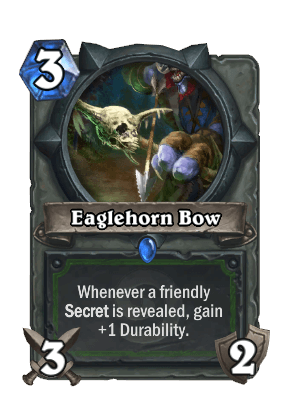 3
Eaglehorn Bow
Whenever a friendly
Secret is revealed, gain
+1 Durability.
3 2